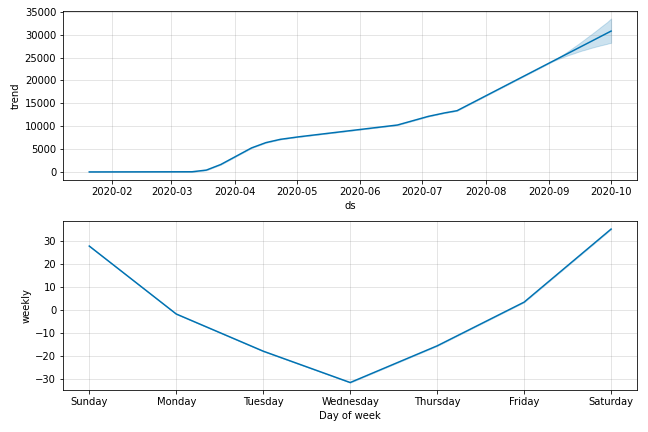 35000
30000
25000
20000
15000
10000
5000
0
trend
2020-02 2020-03 2020-04 2020-05 2020-06 2020-07 2020-08 2020-09 2020-10
ds
30
20
10
0
−10
−20
−30
weekly
Sunday Monday Tuesday Wednesday Thursday Friday Saturday
Day of week